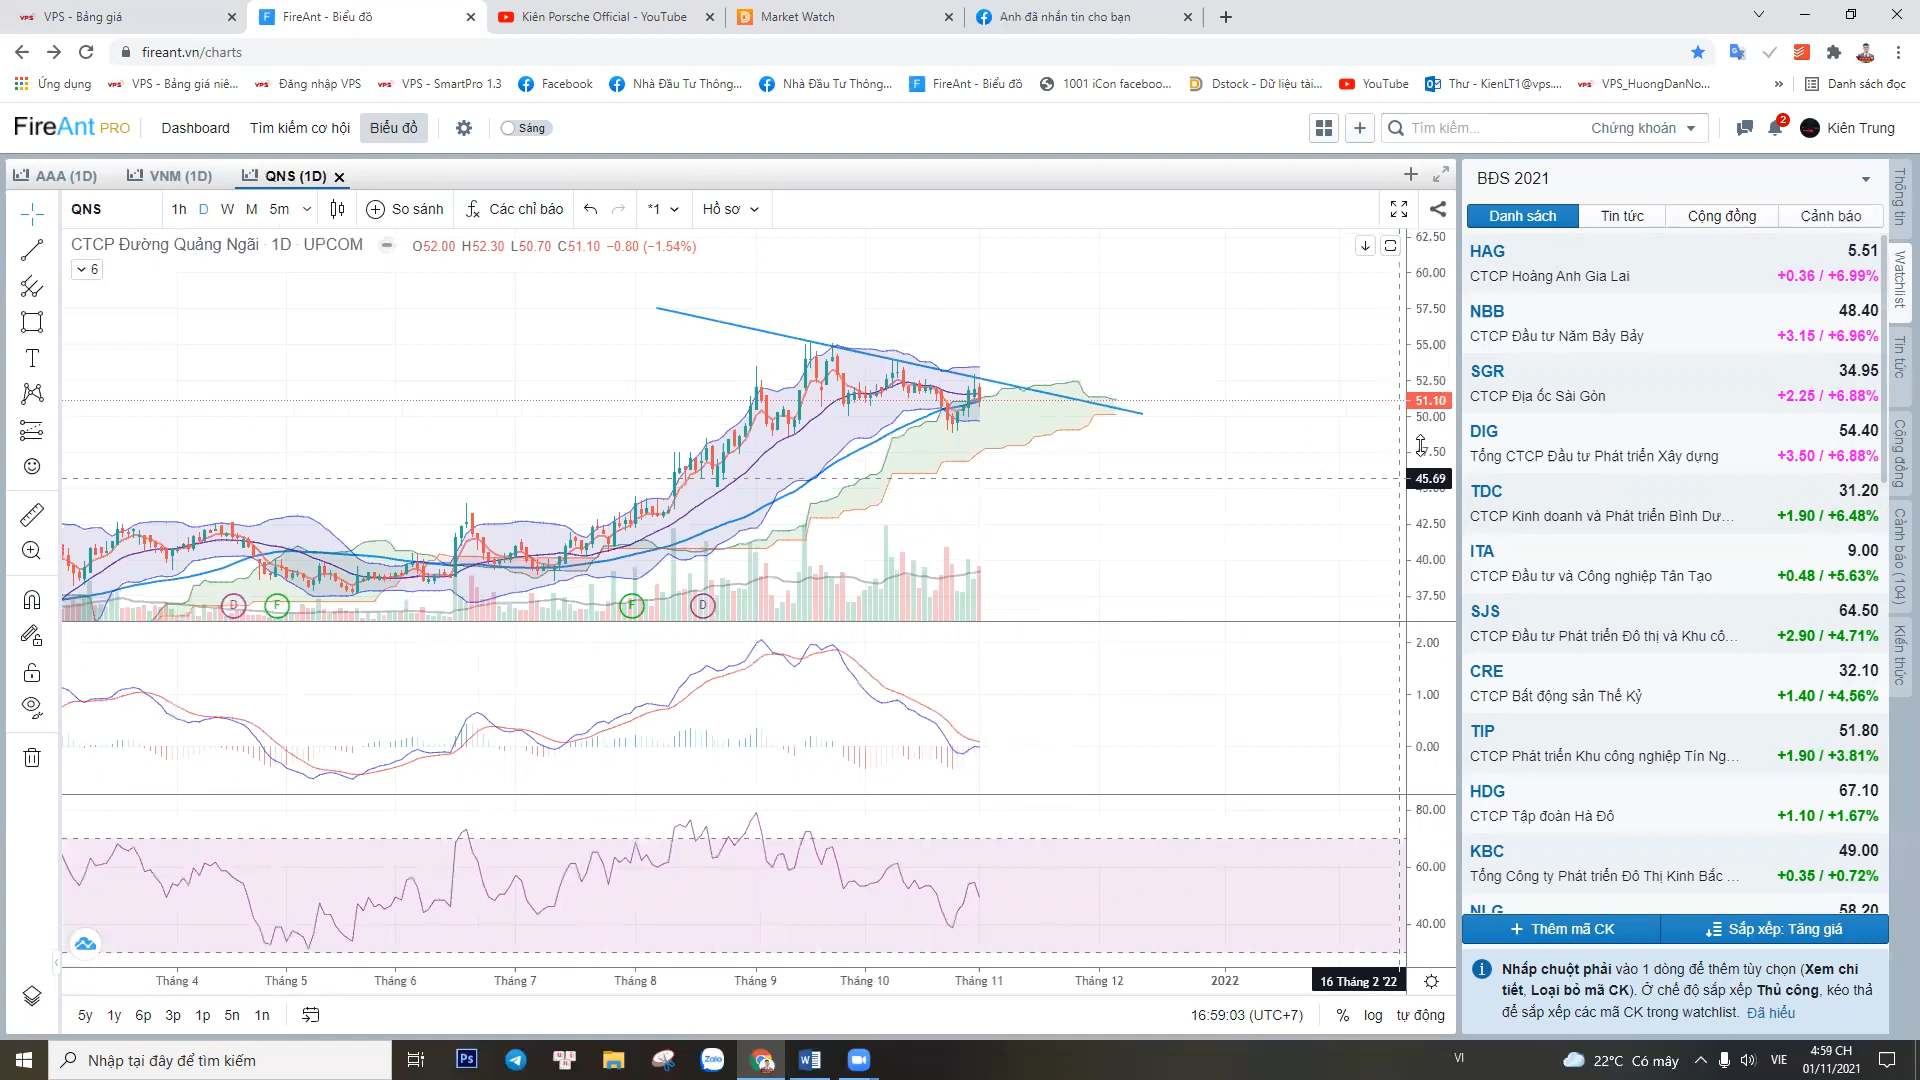 VPS - Bảng giá
FireAnt - Biểu đồ
Kiên Porsche Official - YouTube
Market Watch
Anh đã nhắn tin cho bạn
fireant.vn/charts
Ứng dụng
VPS - Bảng giá niê...
Đăng nhập VPS
VPS - SmartPro 1.3
Facebook
Nhà Đầu Tư Thông...
Nhà Đầu Tư Thông...
FireAnt - Biểu đồ
1001 iCon faceboo...
Dstock - Dữ liệu tài...
YouTube
Thư - KienLT1@vps....
VPS_HuongDanNo...
»
Danh sách đọc
FireAnt PRO
Dashboard
Tìm kiếm cơ hội
Biểu đồ
Sáng
Tìm kiếm...
Chứng khoán
2
Kiên Trung
AAA (1D)
VNM (1D)
QNS (1D)
QNS
1h D W M 5m
So sánh
Các chỉ báo
*1
Hồ sơ
CTCP Đường Quảng Ngãi 1D UPCOM
O52.00 H52.30 L50.70 C51.10 −0.80 (−1.54%)
6
62.50
60.00
57.50
55.00
52.50
51.10
50.00
45.69
42.50
40.00
37.50
D F F D
2.00
1.00
0.00
80.00
60.00
40.00
Tháng 4 Tháng 5 Tháng 6 Tháng 7 Tháng 8 Tháng 9 Tháng 10 Tháng 11 Tháng 12 2022
16 Tháng 2 '22
5y 1y 6p 3p 1p 5n 1n
16:59:03 (UTC+7)
% log tự động
BĐS 2021
Danh sách
Tin tức
Cộng đồng
Cảnh báo
HAG 5.51
CTCP Hoàng Anh Gia Lai +0.36 / +6.99%
NBB 48.40
CTCP Đầu tư Năm Bảy Bảy +3.15 / +6.96%
SGR 34.95
CTCP Địa ốc Sài Gòn +2.25 / +6.88%
DIG 54.40
Tổng CTCP Đầu tư Phát triển Xây dựng +3.50 / +6.88%
TDC 31.20
CTCP Kinh doanh và Phát triển Bình Dư... +1.90 / +6.48%
ITA 9.00
CTCP Đầu tư và Công nghiệp Tân Tạo +0.48 / +5.63%
SJS 64.50
CTCP Đầu tư Phát triển Đô thị và Khu cô... +2.90 / +4.71%
CRE 32.10
CTCP Bất động sản Thế Kỷ +1.40 / +4.56%
TIP 51.80
CTCP Phát triển Khu công nghiệp Tín Ng... +1.90 / +3.81%
HDG 67.10
CTCP Tập đoàn Hà Đô +1.10 / +1.67%
KBC 49.00
Tổng Công ty Phát triển Đô Thị Kinh Bắc ... +0.35 / +0.72%
NLG 58.20
Thêm mã CK
Sắp xếp: Tăng giá
Nhấp chuột phải vào 1 dòng để thêm tùy chọn (Xem chi
tiết, Loại bỏ mã CK). Ở chế độ sắp xếp Thủ công, kéo thả
để sắp xếp các mã CK trong watchlist. Đã hiểu
Thông tin
Watchlist
Tin tức
Cộng đồng
Cảnh báo (104)
Kiến thức
Nhập tại đây để tìm kiếm
Ps
Zalo
VI
22°C Có mây
VIE
4:59 CH
01/11/2021